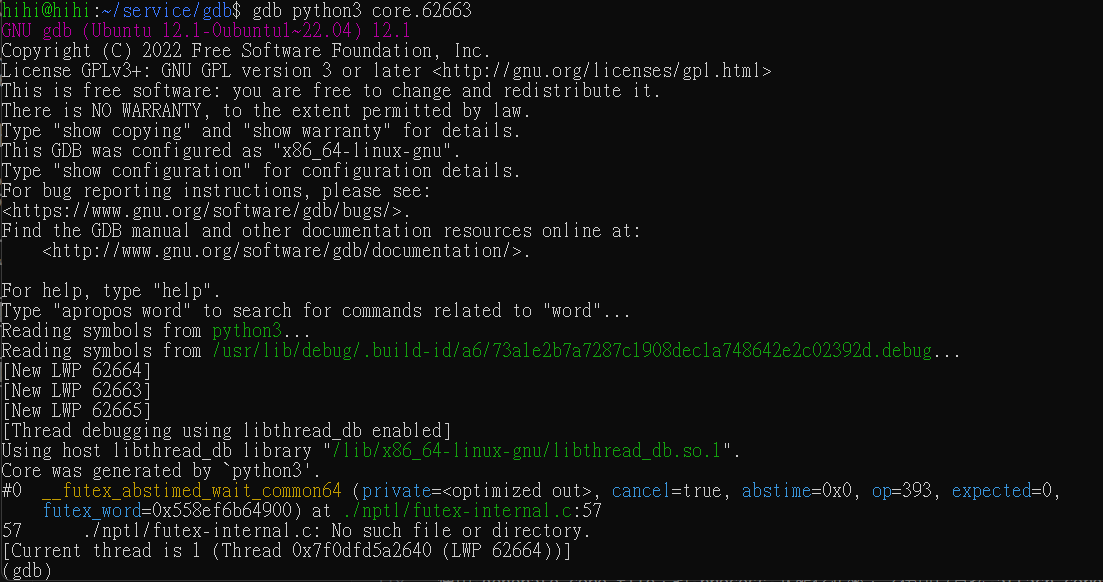 hihi@hihi:~/service/gdb$ gdb python3 core.62663
GNU gdb (Ubuntu 12.1-0ubuntu1~22.04) 12.1
Copyright (C) 2022 Free Software Foundation, Inc.
License GPLv3+: GNU GPL version 3 or later <http://gnu.org/licenses/gpl.html>
This is free software: you are free to change and redistribute it.
There is NO WARRANTY, to the extent permitted by law.
Type "show copying" and "show warranty" for details.
This GDB was configured as "x86_64-linux-gnu".
Type "show configuration" for configuration details.
For bug reporting instructions, please see:
<https://www.gnu.org/software/gdb/bugs/>.
Find the GDB manual and other documentation resources online at:
    <http://www.gnu.org/software/gdb/documentation/>.

For help, type "help".
Type "apropos word" to search for commands related to "word"...
Reading symbols from python3...
Reading symbols from /usr/lib/debug/.build-id/a6/73a1e2b7a7287c1908dec1a748642e2c02392d.debug...
[New LWP 62664]
[New LWP 62663]
[New LWP 62665]
[Thread debugging using libthread_db enabled]
Using host libthread_db library "/lib/x86_64-linux-gnu/libthread_db.so.1".
Core was generated by `python3'.
#0  __futex_abstimed_wait_common64 (private=<optimized out>, cancel=true, abstime=0x0, op=393, expected=0,
    futex_word=0x558ef6b64900) at ./nptl/futex-internal.c:57
57      ./nptl/futex-internal.c: No such file or directory.
[Current thread is 1 (Thread 0x7f0dfd5a2640 (LWP 62664))]
(gdb)